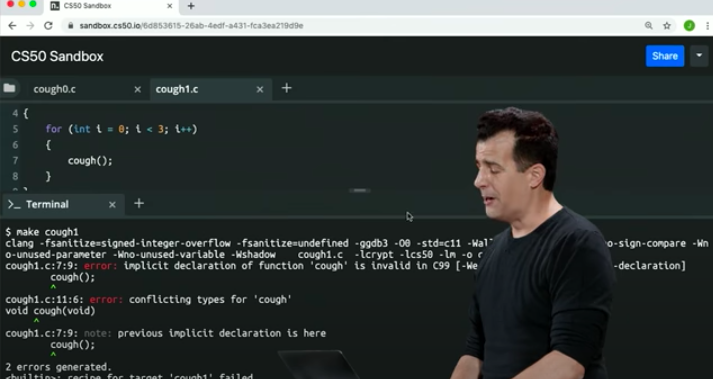 CS50 Sandbox
sandbox.cs50.io/6d853615-26ab-4edf-a431-fca3ea219d9e
CS50 Sandbox
Share
cough0.c
cough1.c
4 {
5 for (int i = 0; i < 3; i++)
6 {
7 cough();
8 }
>_ Terminal
$ make cough1
clang -fsanitize=signed-integer-overflow -fsanitize=undefined -ggdb3 -O0 -std=c11 -Wal o-sign-compare -Wn
o-unused-parameter -Wno-unused-variable -Wshadow cough1.c -lcrypt -lcs50 -lm -o c
cough1.c:7:9: error: implicit declaration of function 'cough' is invalid in C99 [-We -declaration]
cough();
^
cough1.c:11:6: error: conflicting types for 'cough'
void cough(void)
^
cough1.c:7:9: note: previous implicit declaration is here
cough();
^
2 errors generated.
<builtin>: recipe for target 'cough1' failed